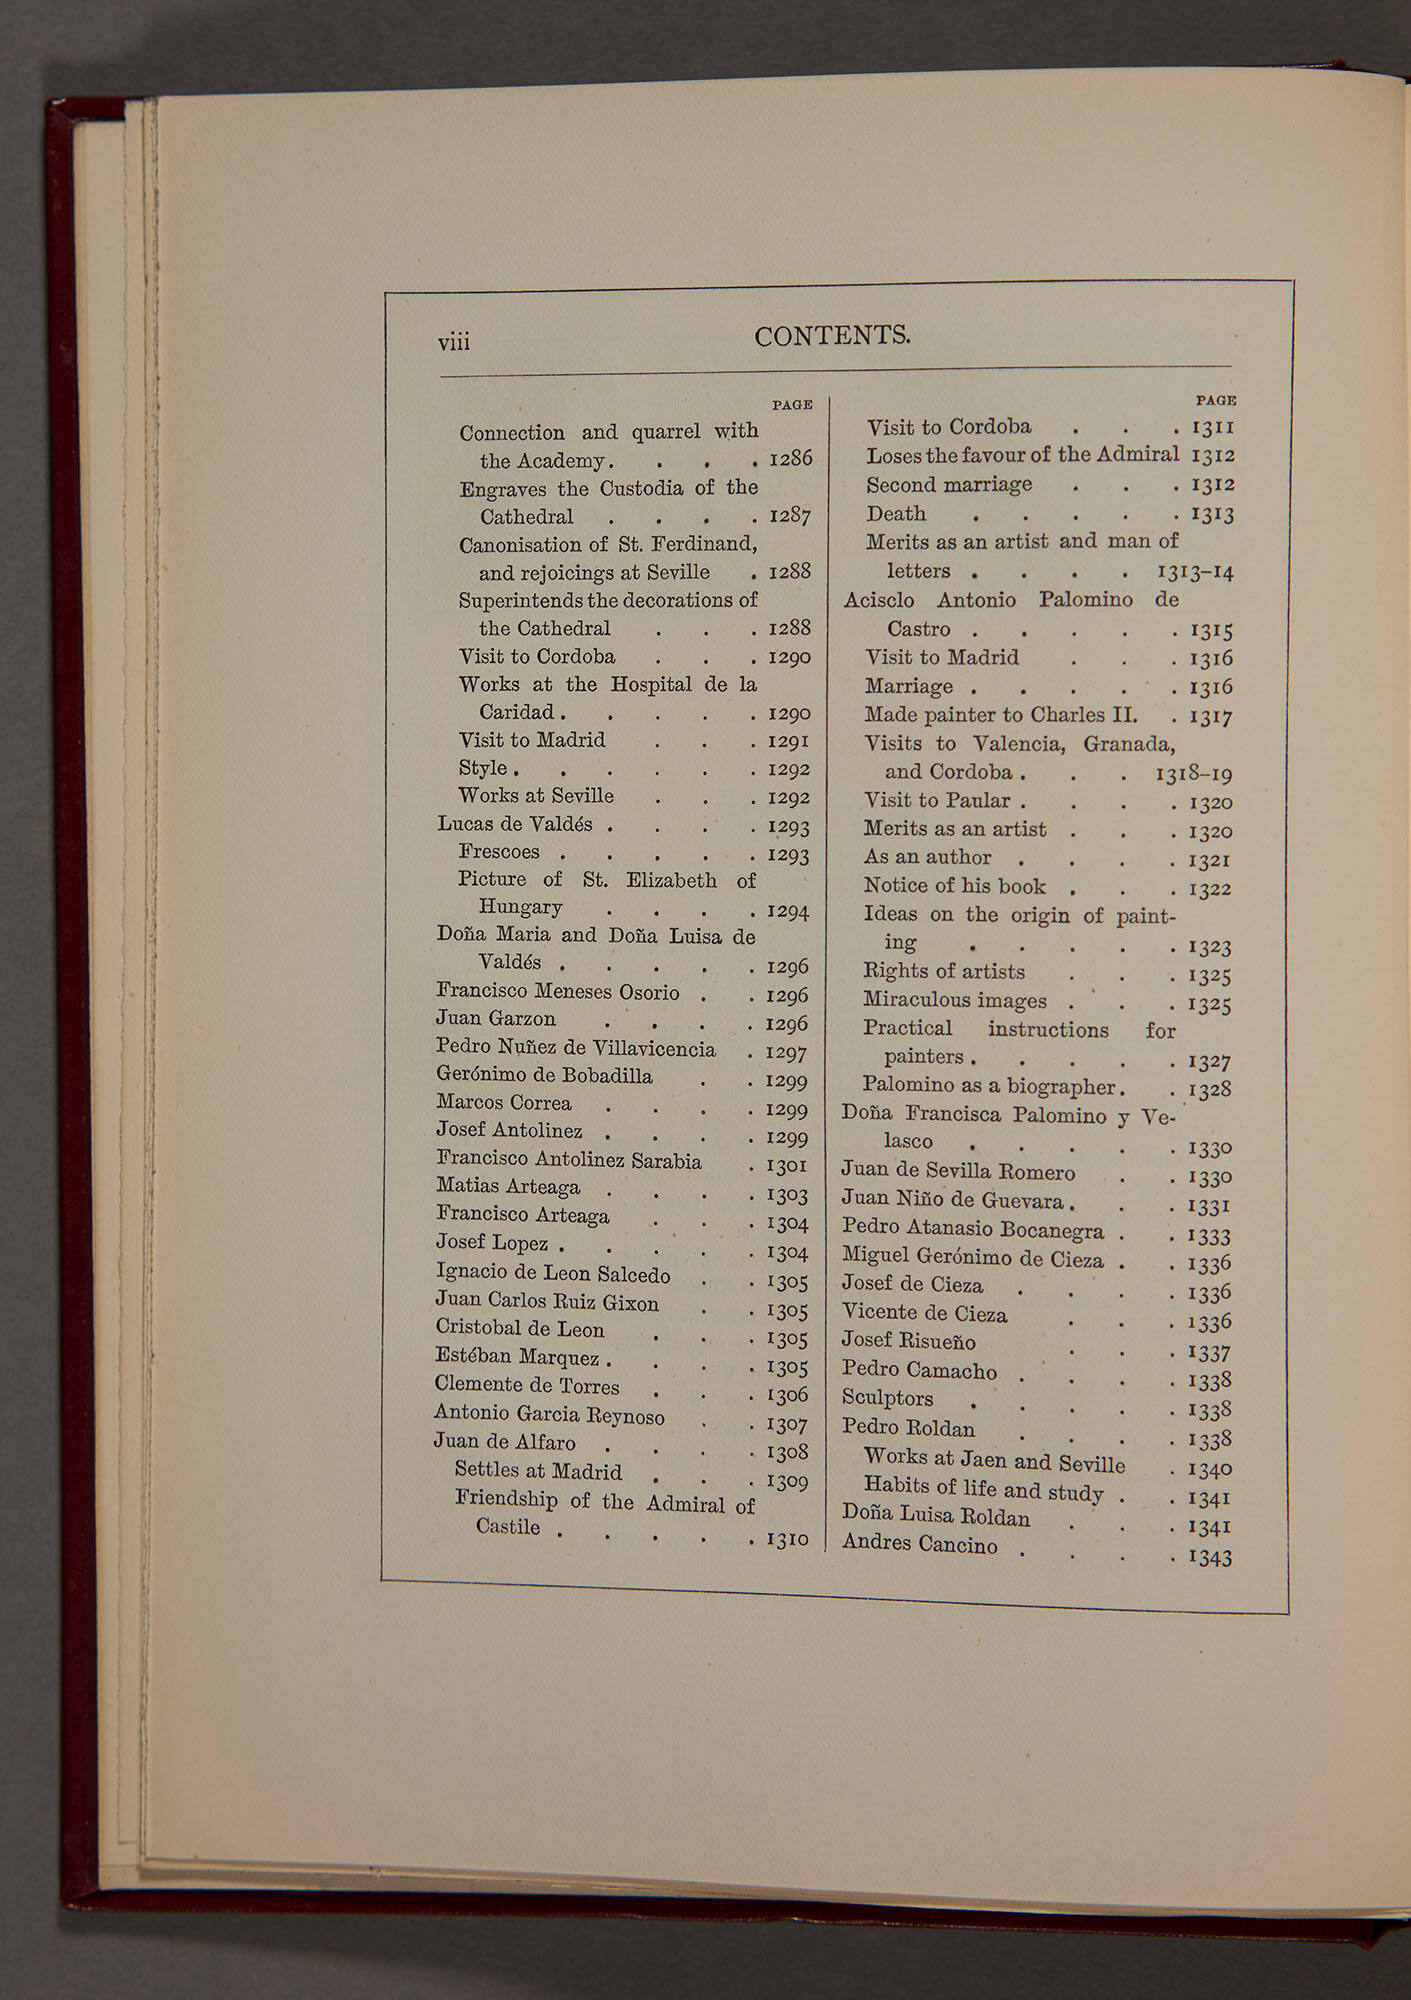 viii
CONTENTS.
PAGE
Connection and quarrel with
the Academy. . . . 1286
Engraves the Custodia of the
Cathedral . . . . 1287
Canonisation of St. Ferdinand,
and rejoicings at Seville . 1288
Superintends the decorations of
the Cathedral . . . 1288
Visit to Cordoba . . . 1290
Works at the Hospital de la
Caridad . . . . . 1290
Visit to Madrid . . . 1291
Style . . . . . . 1292
Works at Seville . . . 1292
Lucas de Valdés . . . . 1293
Frescoes . . . . . 1293
Picture of St. Elizabeth of
Hungary . . . . 1294
Doña Maria and Doña Luisa de
Valdés . . . . . 1296
Francisco Meneses Osorio . . 1296
Juan Garzon . . . . 1296
Pedro Nuñez de Villavicencia . 1297
Gerónimo de Bobadilla . . 1299
Marcos Correa . . . . 1299
Josef Antolinez . . . . 1299
Francisco Antolinez Sarabia . 1301
Matias Arteaga . . . . 1303
Francisco Arteaga . . . 1304
Josef Lopez . . . . . 1304
Ignacio de Leon Salcedo . . 1305
Juan Carlos Ruiz Gixon . . 1305
Cristobal de Leon . . . 1305
Estéban Marquez . . . . 1305
Clemente de Torres . . . 1306
Antonio Garcia Reynoso . . 1307
Juan de Alfaro . . . . 1308
Settles at Madrid . . . 1309
Friendship of the Admiral of
Castile . . . . . 1310
PAGE
Visit to Cordoba . . . 1311
Loses the favour of the Admiral 1312
Second marriage . . . 1312
Death . . . . . 1313
Merits as an artist and man of
letters . . . . 1313–14
Acisclo Antonio Palomino de
Castro . . . . . 1315
Visit to Madrid . . . 1316
Marriage . . . . . 1316
Made painter to Charles II. . 1317
Visits to Valencia, Granada,
and Cordoba . . . 1318–19
Visit to Paular . . . . 1320
Merits as an artist . . . 1320
As an author . . . . 1321
Notice of his book . . . 1322
Ideas on the origin of paint-
ing . . . . . 1323
Rights of artists . . . 1325
Miraculous images . . . 1325
Practical instructions for
painters . . . . . 1327
Palomino as a biographer . . 1328
Doña Francisca Palomino y Ve-
lasco . . . . . 1330
Juan de Sevilla Romero . . 1330
Juan Niño de Guevara . . . 1331
Pedro Atanasio Bocanegra . . 1333
Miguel Gerónimo de Cieza . . 1336
Josef de Cieza . . . . 1336
Vicente de Cieza . . . 1336
Josef Risueño . . . 1337
Pedro Camacho . . . . 1338
Sculptors . . . . . 1338
Pedro Roldan . . . . 1338
Works at Jaen and Seville . 1340
Habits of life and study . . 1341
Doña Luisa Roldan . . . 1341
Andres Cancino . . . . 1343